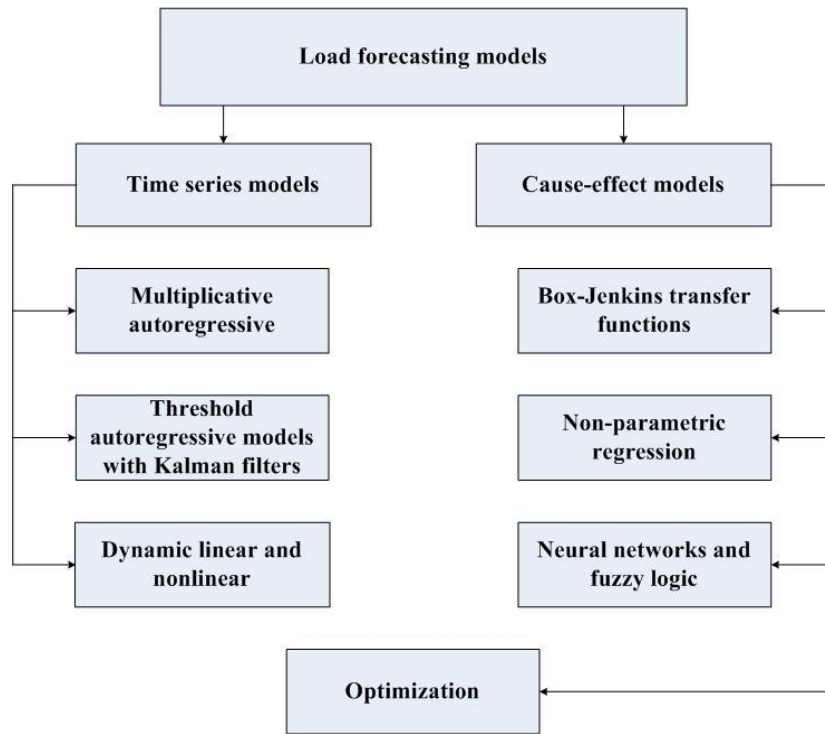 Load forecasting models
Time series models
Cause-effect models
Multiplicative
autoregressive
Box-Jenkins transfer
functions
Threshold
autoregressive models
with Kalman filters
Non-parametric
regression
Dynamic linear and
nonlinear
Neural networks and
fuzzy logic
Optimization